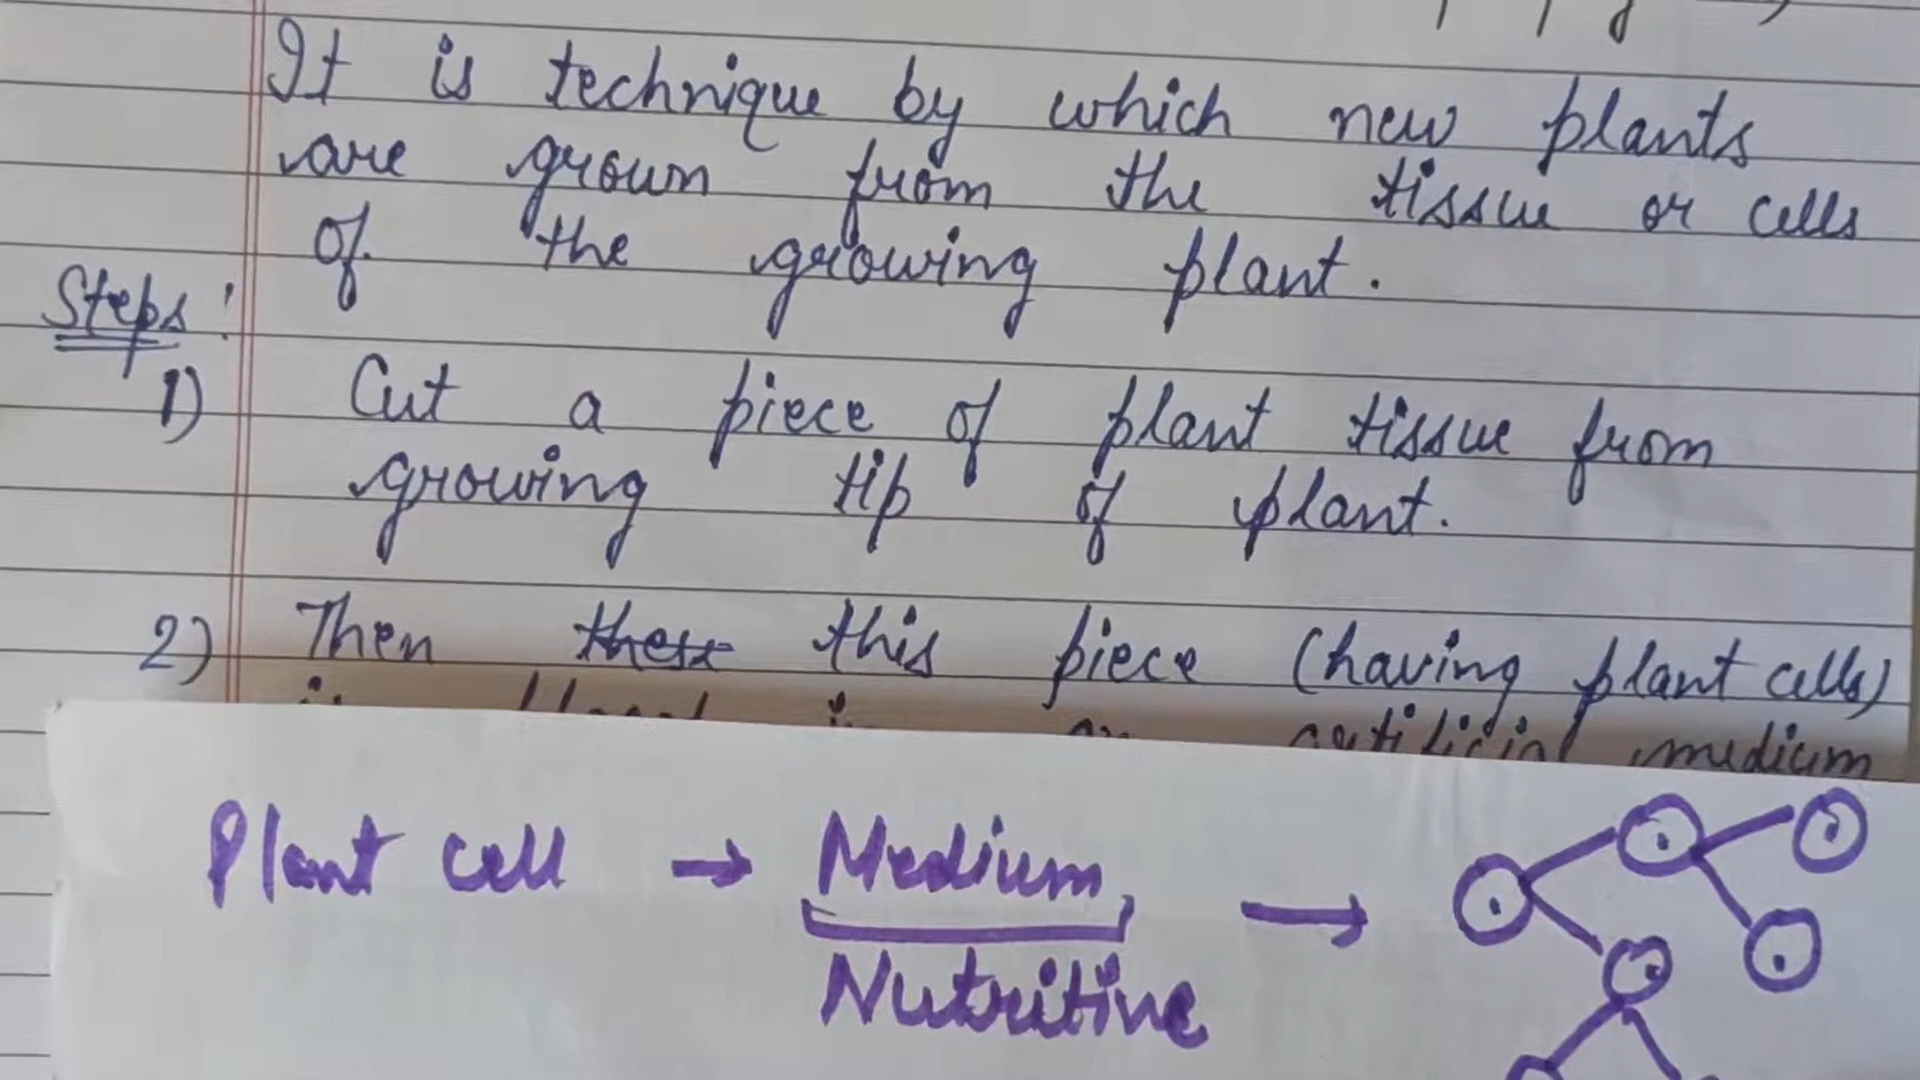 It is technique by which new plants
are grown from the tissue or cells
of the growing plant.
Steps:
1) Cut a piece of plant tissue from
growing tip of plant.
2) Then these this piece (having plant cells)
artificial medium
Plant cell → Medium →
Nutritine